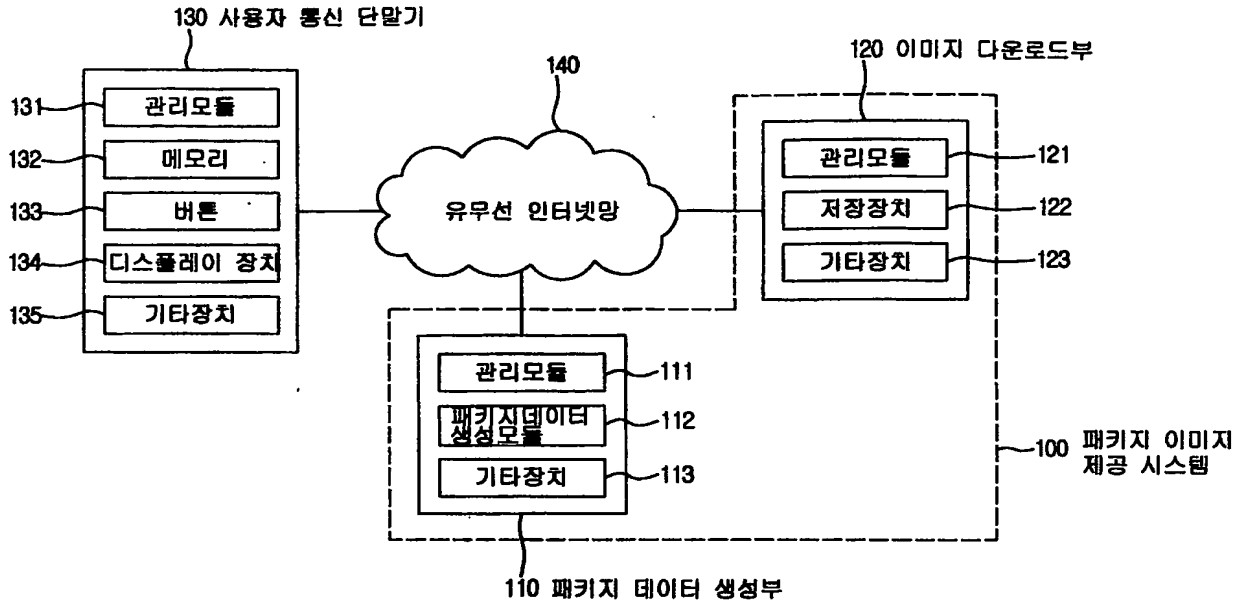 130 사용자 통신 단말기
131 관리모듈
132 메모리
133 버튼
134 디스플레이 장치
135 기타장치
140
유무선 인터넷망
120 이미지 다운로드부
관리모듈 121
저장장치 122
기타장치 123
관리모듈 111
패키지데이터
생성모듈 112
기타장치 113
110 패키지 데이터 생성부
100 패키지 이미지
제공 시스템